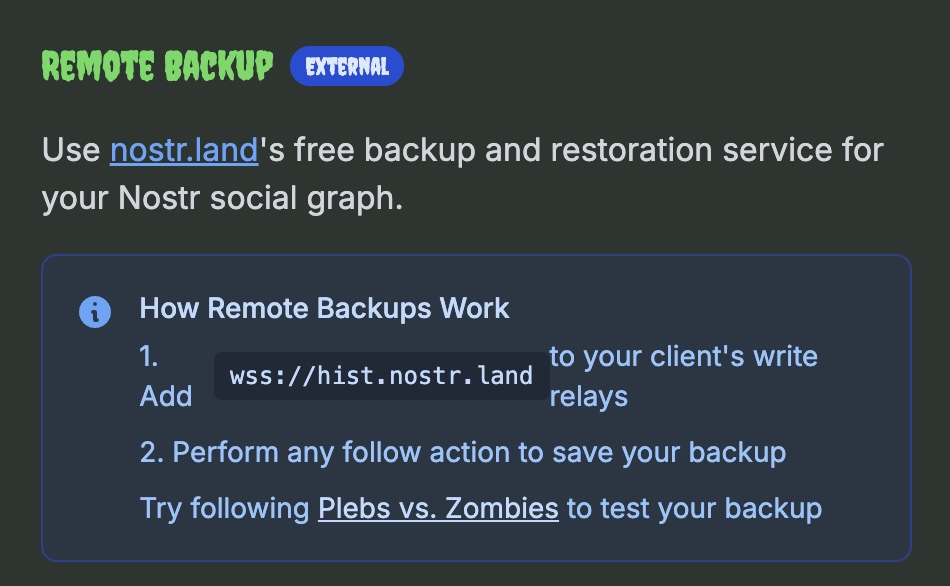 REMOTE BACKUP EXTERNAL
Use nostr.land's free backup and restoration service for
your Nostr social graph.
How Remote Backups Work
1. Add wss://hist.nostr.land to your client's write relays
2. Perform any follow action to save your backup
Try following Plebs vs. Zombies to test your backup